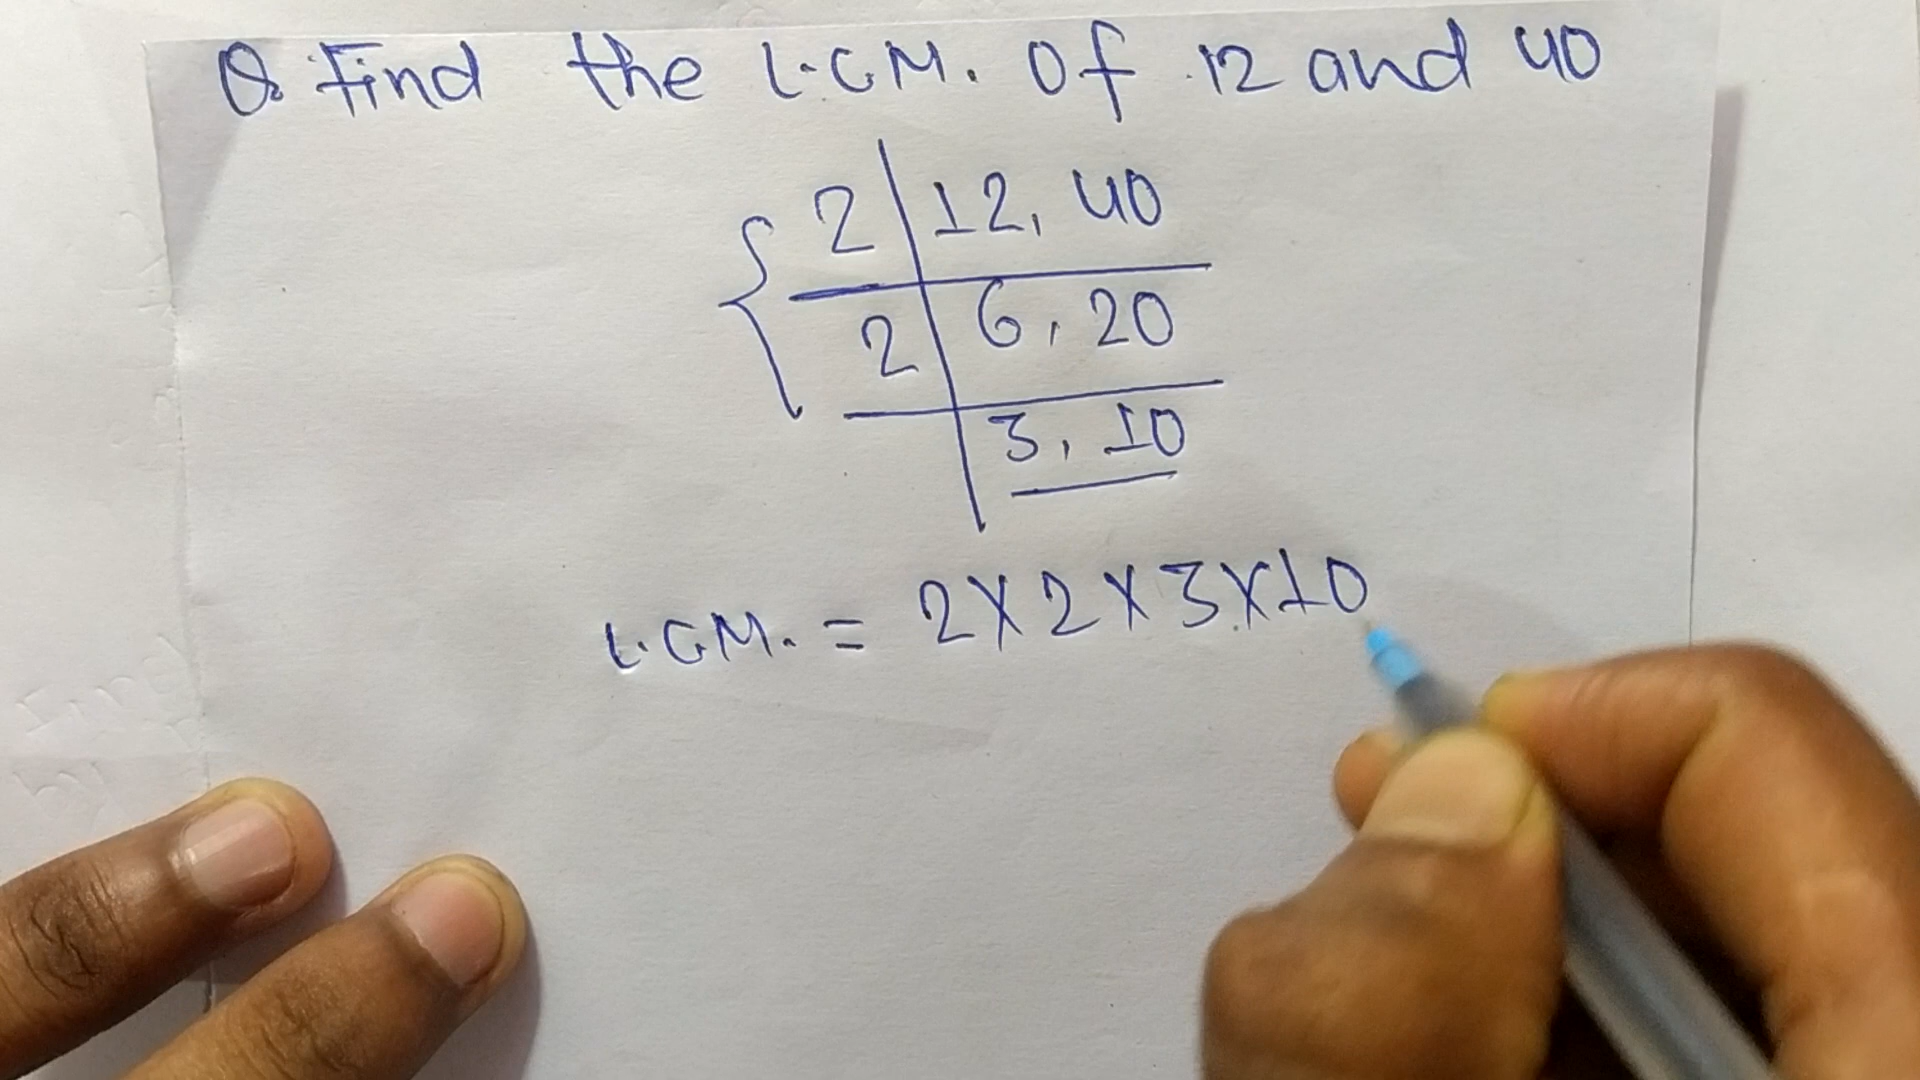 Q. Find the L.C.M. of 12 and 40
2 | 12, 40
2 | 6, 20
3, 10
L.C.M. = 2 X 2 X 3 X 10